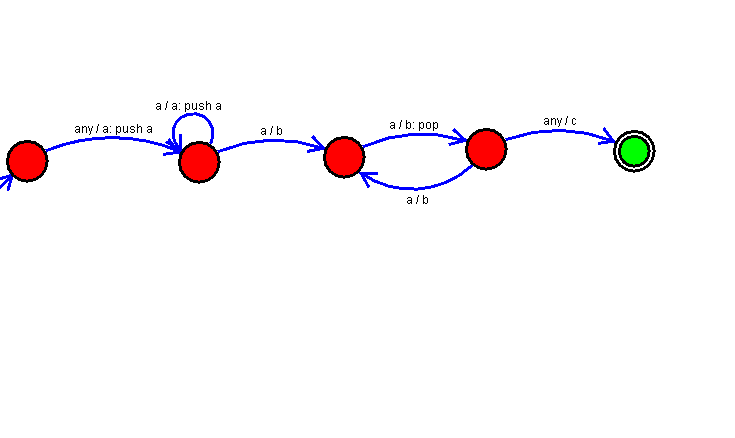 a / a: push a
any / a: push a
a / b
a / b: pop
any / c
a / b